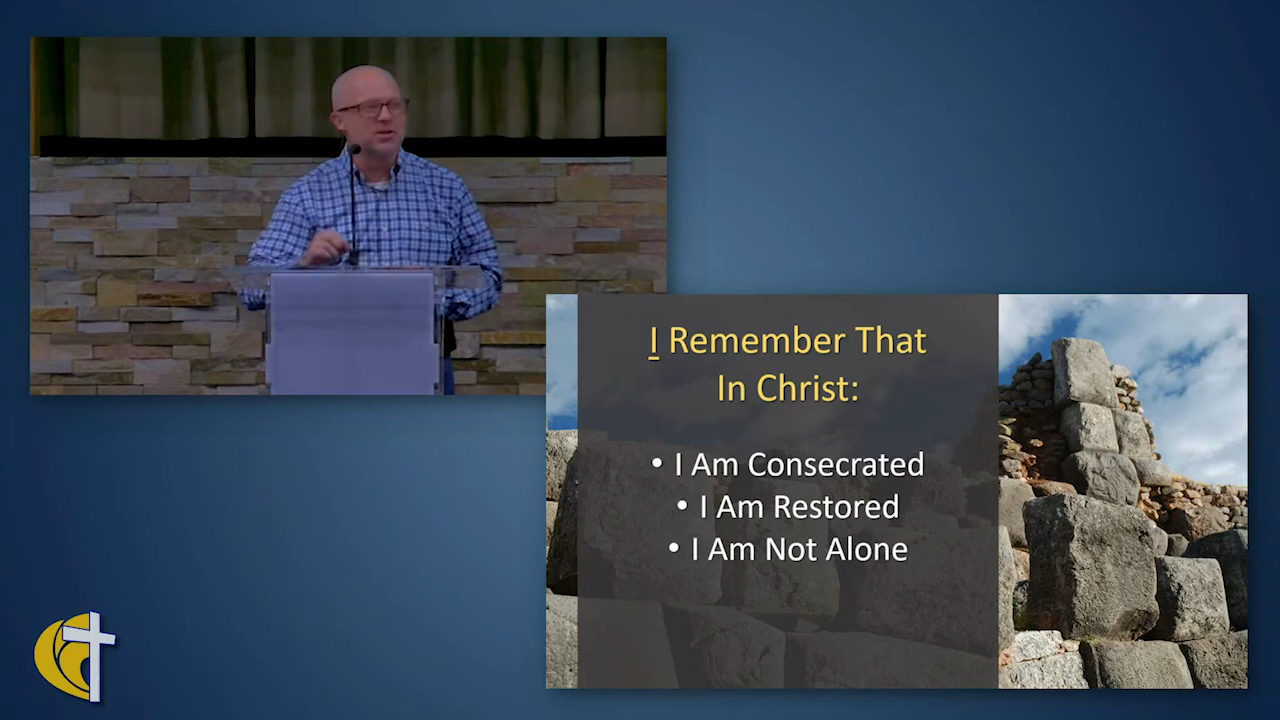 I Remember That
In Christ:
• I Am Consecrated
• I Am Restored
• I Am Not Alone